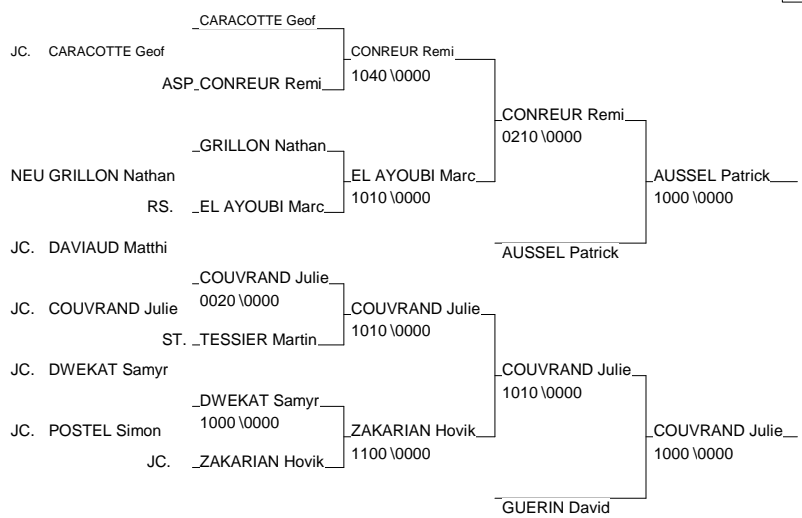 CARACOTTE Geof
JC. CARACOTTE Geof
CONREUR Remi
1040 \0000
ASP CONREUR Remi
CONREUR Remi
0210 \0000
GRILLON Nathan
NEU GRILLON Nathan
EL AYOUBI Marc
1010 \0000
AUSSEL Patrick
1000 \0000
RS. EL AYOUBI Marc
JC. DAVIAUD Matthi
AUSSEL Patrick
COUVRAND Julie
0020 \0000
JC. COUVRAND Julie
COUVRAND Julie
1010 \0000
ST. TESSIER Martin
JC. DWEKAT Samyr
COUVRAND Julie
1010 \0000
DWEKAT Samyr
1000 \0000
JC. POSTEL Simon
ZAKARIAN Hovik
1100 \0000
COUVRAND Julie
1000 \0000
JC. ZAKARIAN Hovik
GUERIN David